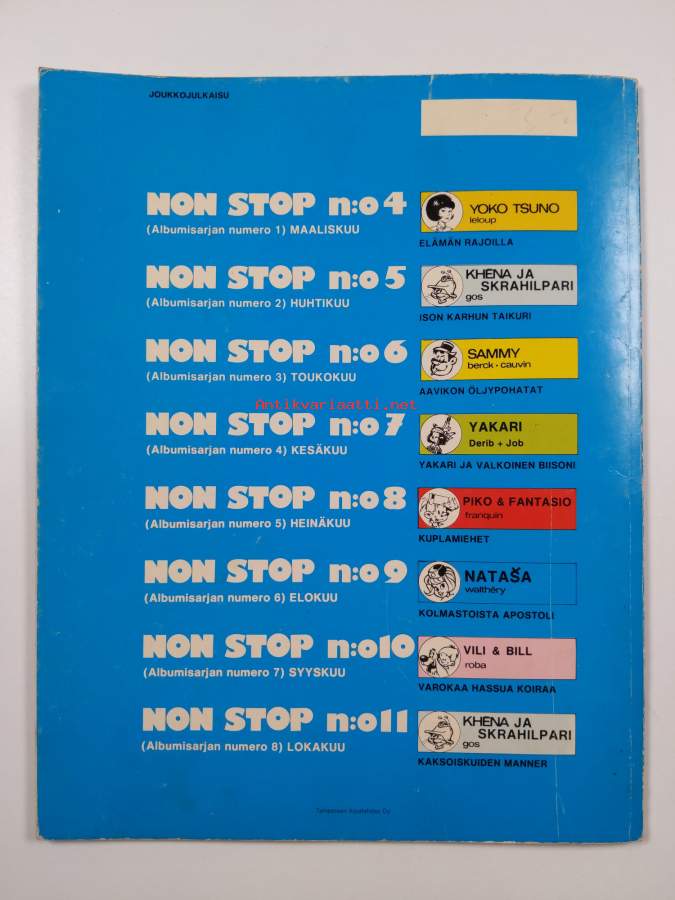 JOUKKOJULKAISU
NON STOP n:o 4
(Albumisarjan numero 1) MAALISKUU
YOKO TSUNO
leloup
ELÄMÄN RAJOILLA
NON STOP n:o 5
(Albumisarjan numero 2) HUHTIKUU
KHENA JA
SKRAHILPARI
gos
ISON KARHUN TAIKURI
NON STOP n:o 6
(Albumisarjan numero 3) TOUKOKUU
SAMMY
berck - cauvin
AAVIKON ÖLJYPOHATAT
Antikvariaatti.net
NON STOP n:o 7
(Albumisarjan numero 4) KESÄKUU
YAKARI
Derib + Job
YAKARI JA VALKOINEN BIISONI
NON STOP n:o 8
(Albumisarjan numero 5) HEINÄKUU
PIKO & FANTASIO
franquin
KUPLAMIEHET
NON STOP n:o 9
(Albumisarjan numero 6) ELOKUU
NATAŠA
walthéry
KOLMASTOISTA APOSTOLI
NON STOP n:o 10
(Albumisarjan numero 7) SYYSKUU
VILI & BILL
roba
VAROKAA HASSUA KOIRAA
NON STOP n:o 11
(Albumisarjan numero 8) LOKAKUU
KHENA JA
SKRAHILPARI
gos
KAKSOISKUIDEN MANNER